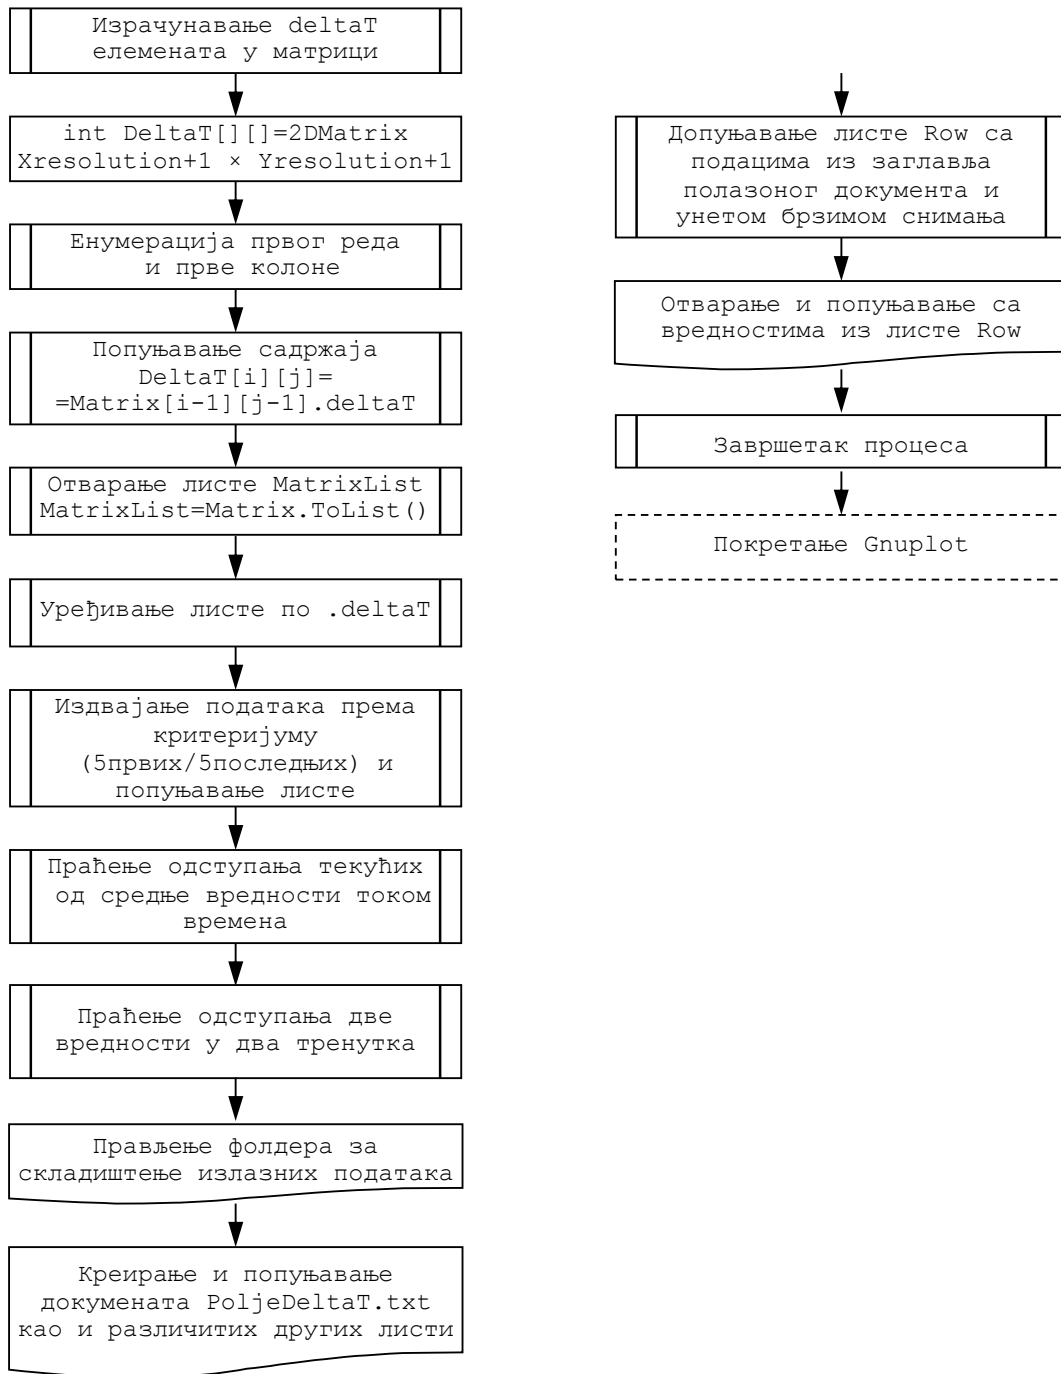 Израчунавање deltaT
елемената у матрици
int DeltaT[][]=2DMatrix
Xresolution+1 × Yresolution+1
Енумерација првог реда
и прве колоне
Попуњавање садржаја
DeltaT[i][j]=
=Matrix[i-1][j-1].deltaT
Отварање листе MatrixList
MatrixList=Matrix.ToList()
Уређивање листе по .deltaT
Издвајање података према
критеријуму
(5првих/5последњих) и
попуњавање листе
Праћење одступања текућих
од средње вредности током
времена
Праћење одступања две
вредности у два тренутка
Прављење фолдера за
складиштење излазних података
Креирање и попуњавање
докумената PoljeDeltaT.txt
као и различитих других листи
Допуњавање листе Row са
подацима из заглавља
полазоног документа и
унетом брзимом снимања
Отварање и попуњавање са
вредностима из листе Row
Завршетак процеса
Покретање Gnuplot